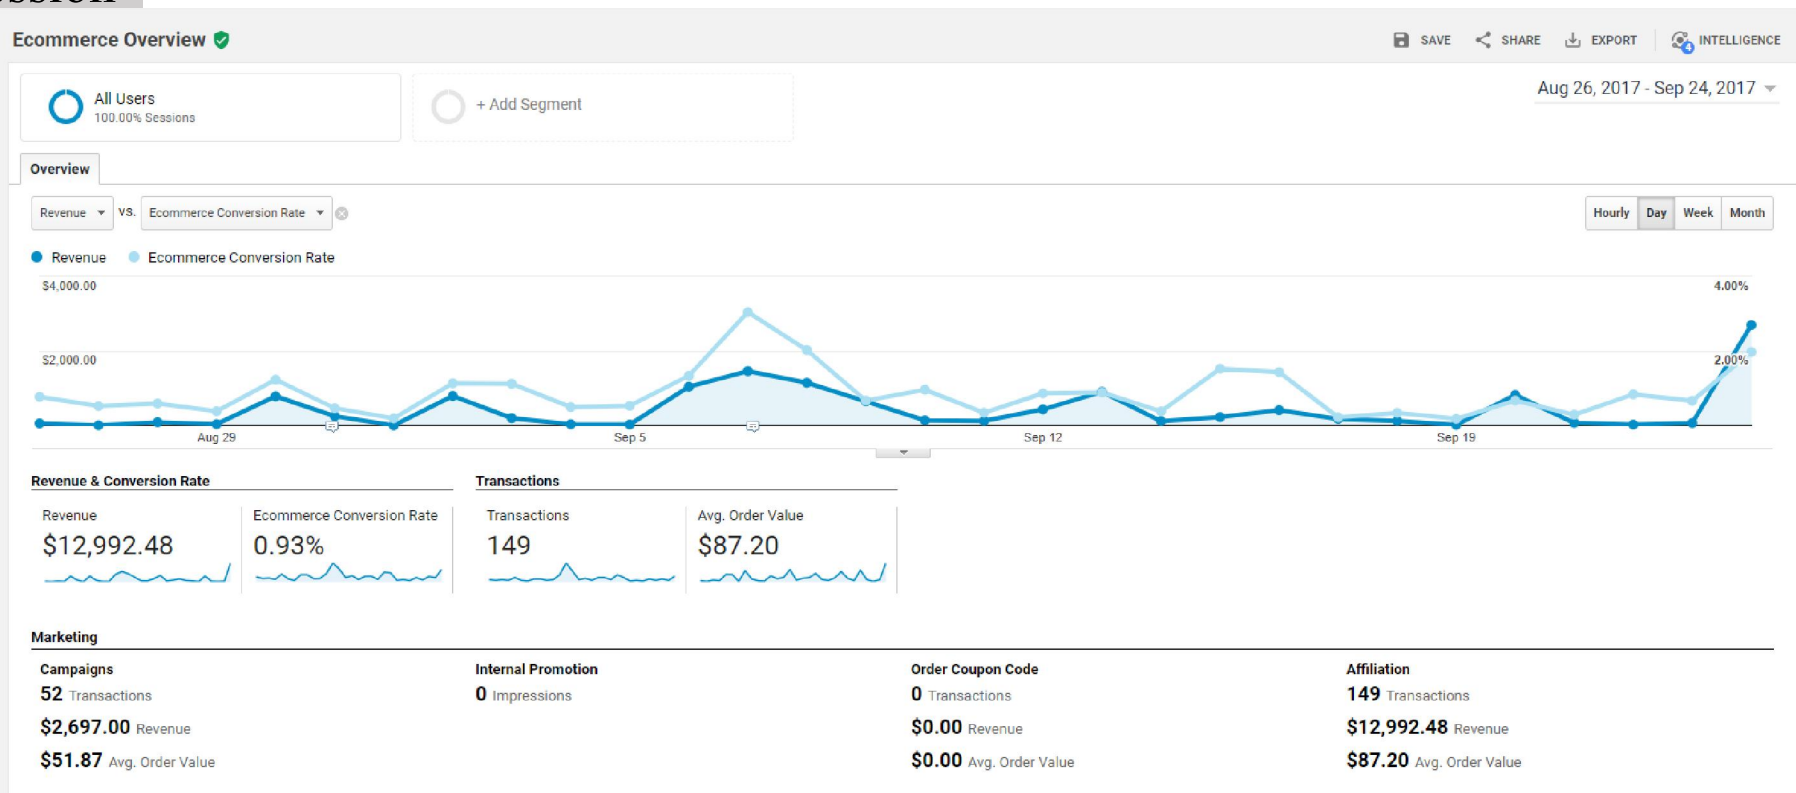 Ecommerce Overview
SAVE SHARE EXPORT 4 INTELLIGENCE
All Users
100.00% Sessions
+ Add Segment
Aug 26, 2017 - Sep 24, 2017
Overview
Revenue VS. Ecommerce Conversion Rate
Hourly Day Week Month
Revenue Ecommerce Conversion Rate
$4,000.00 4.00%
$2,000.00 2.00%
Aug 29 Sep 5 Sep 12 Sep 19
Revenue & Conversion Rate Transactions
Revenue Ecommerce Conversion Rate Transactions Avg. Order Value
$12,992.48 0.93% 149 $87.20
Marketing
Campaigns Internal Promotion Order Coupon Code Affiliation
52 Transactions 0 Impressions 0 Transactions 149 Transactions
$2,697.00 Revenue $0.00 Revenue $12,992.48 Revenue
$51.87 Avg. Order Value $0.00 Avg. Order Value $87.20 Avg. Order Value